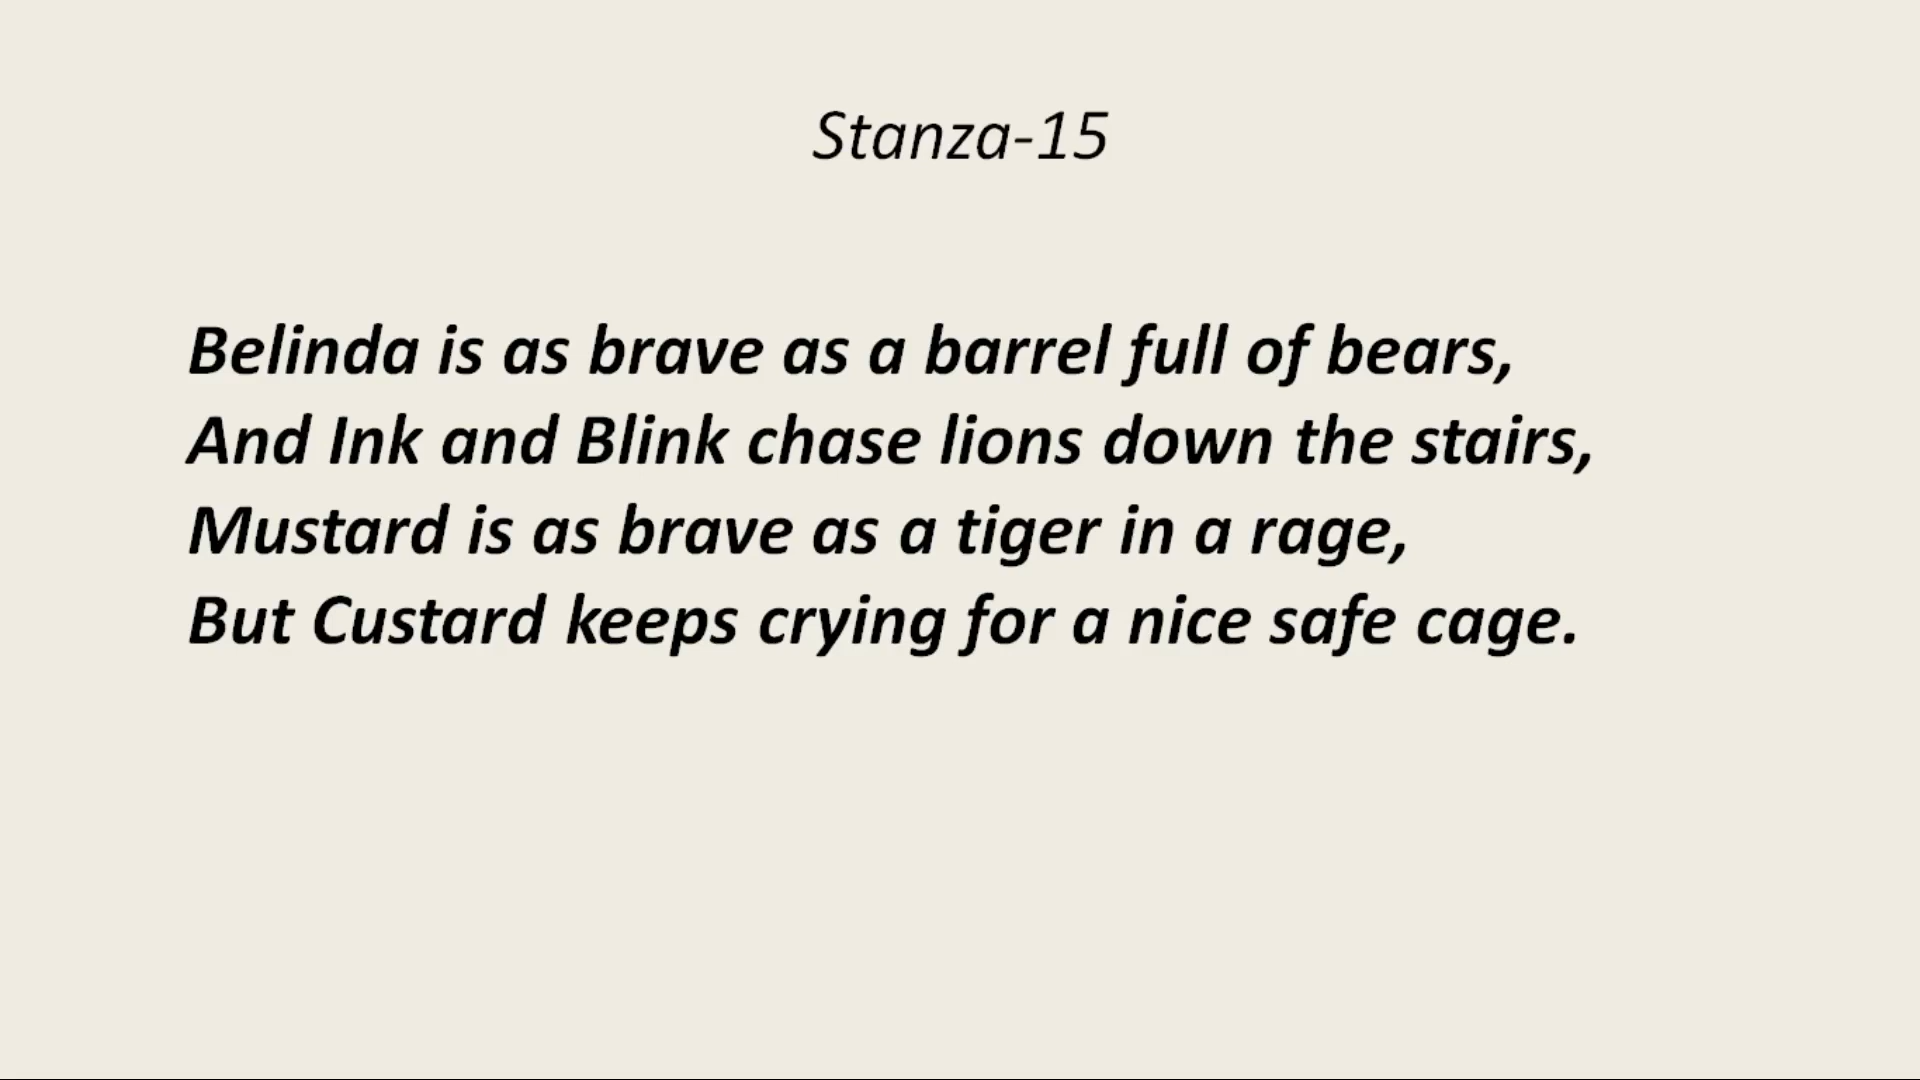 Stanza-15
Belinda is as brave as a barrel full of bears,
And Ink and Blink chase lions down the stairs,
Mustard is as brave as a tiger in a rage,
But Custard keeps crying for a nice safe cage.